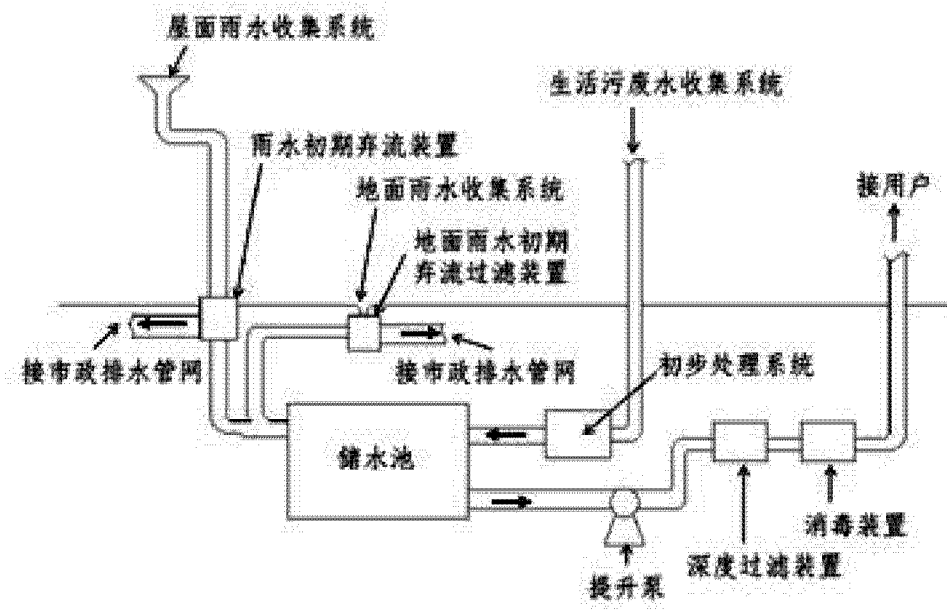 屋面雨水收集系统
生活污废水收集系统
雨水初期弃流装置
地面雨水收集系统
接用户
地面雨水初期
弃流过滤装置
接市政排水管网
接市政排水管网
初步处理系统
储水池
消毒装置
深度过滤装置
提升泵